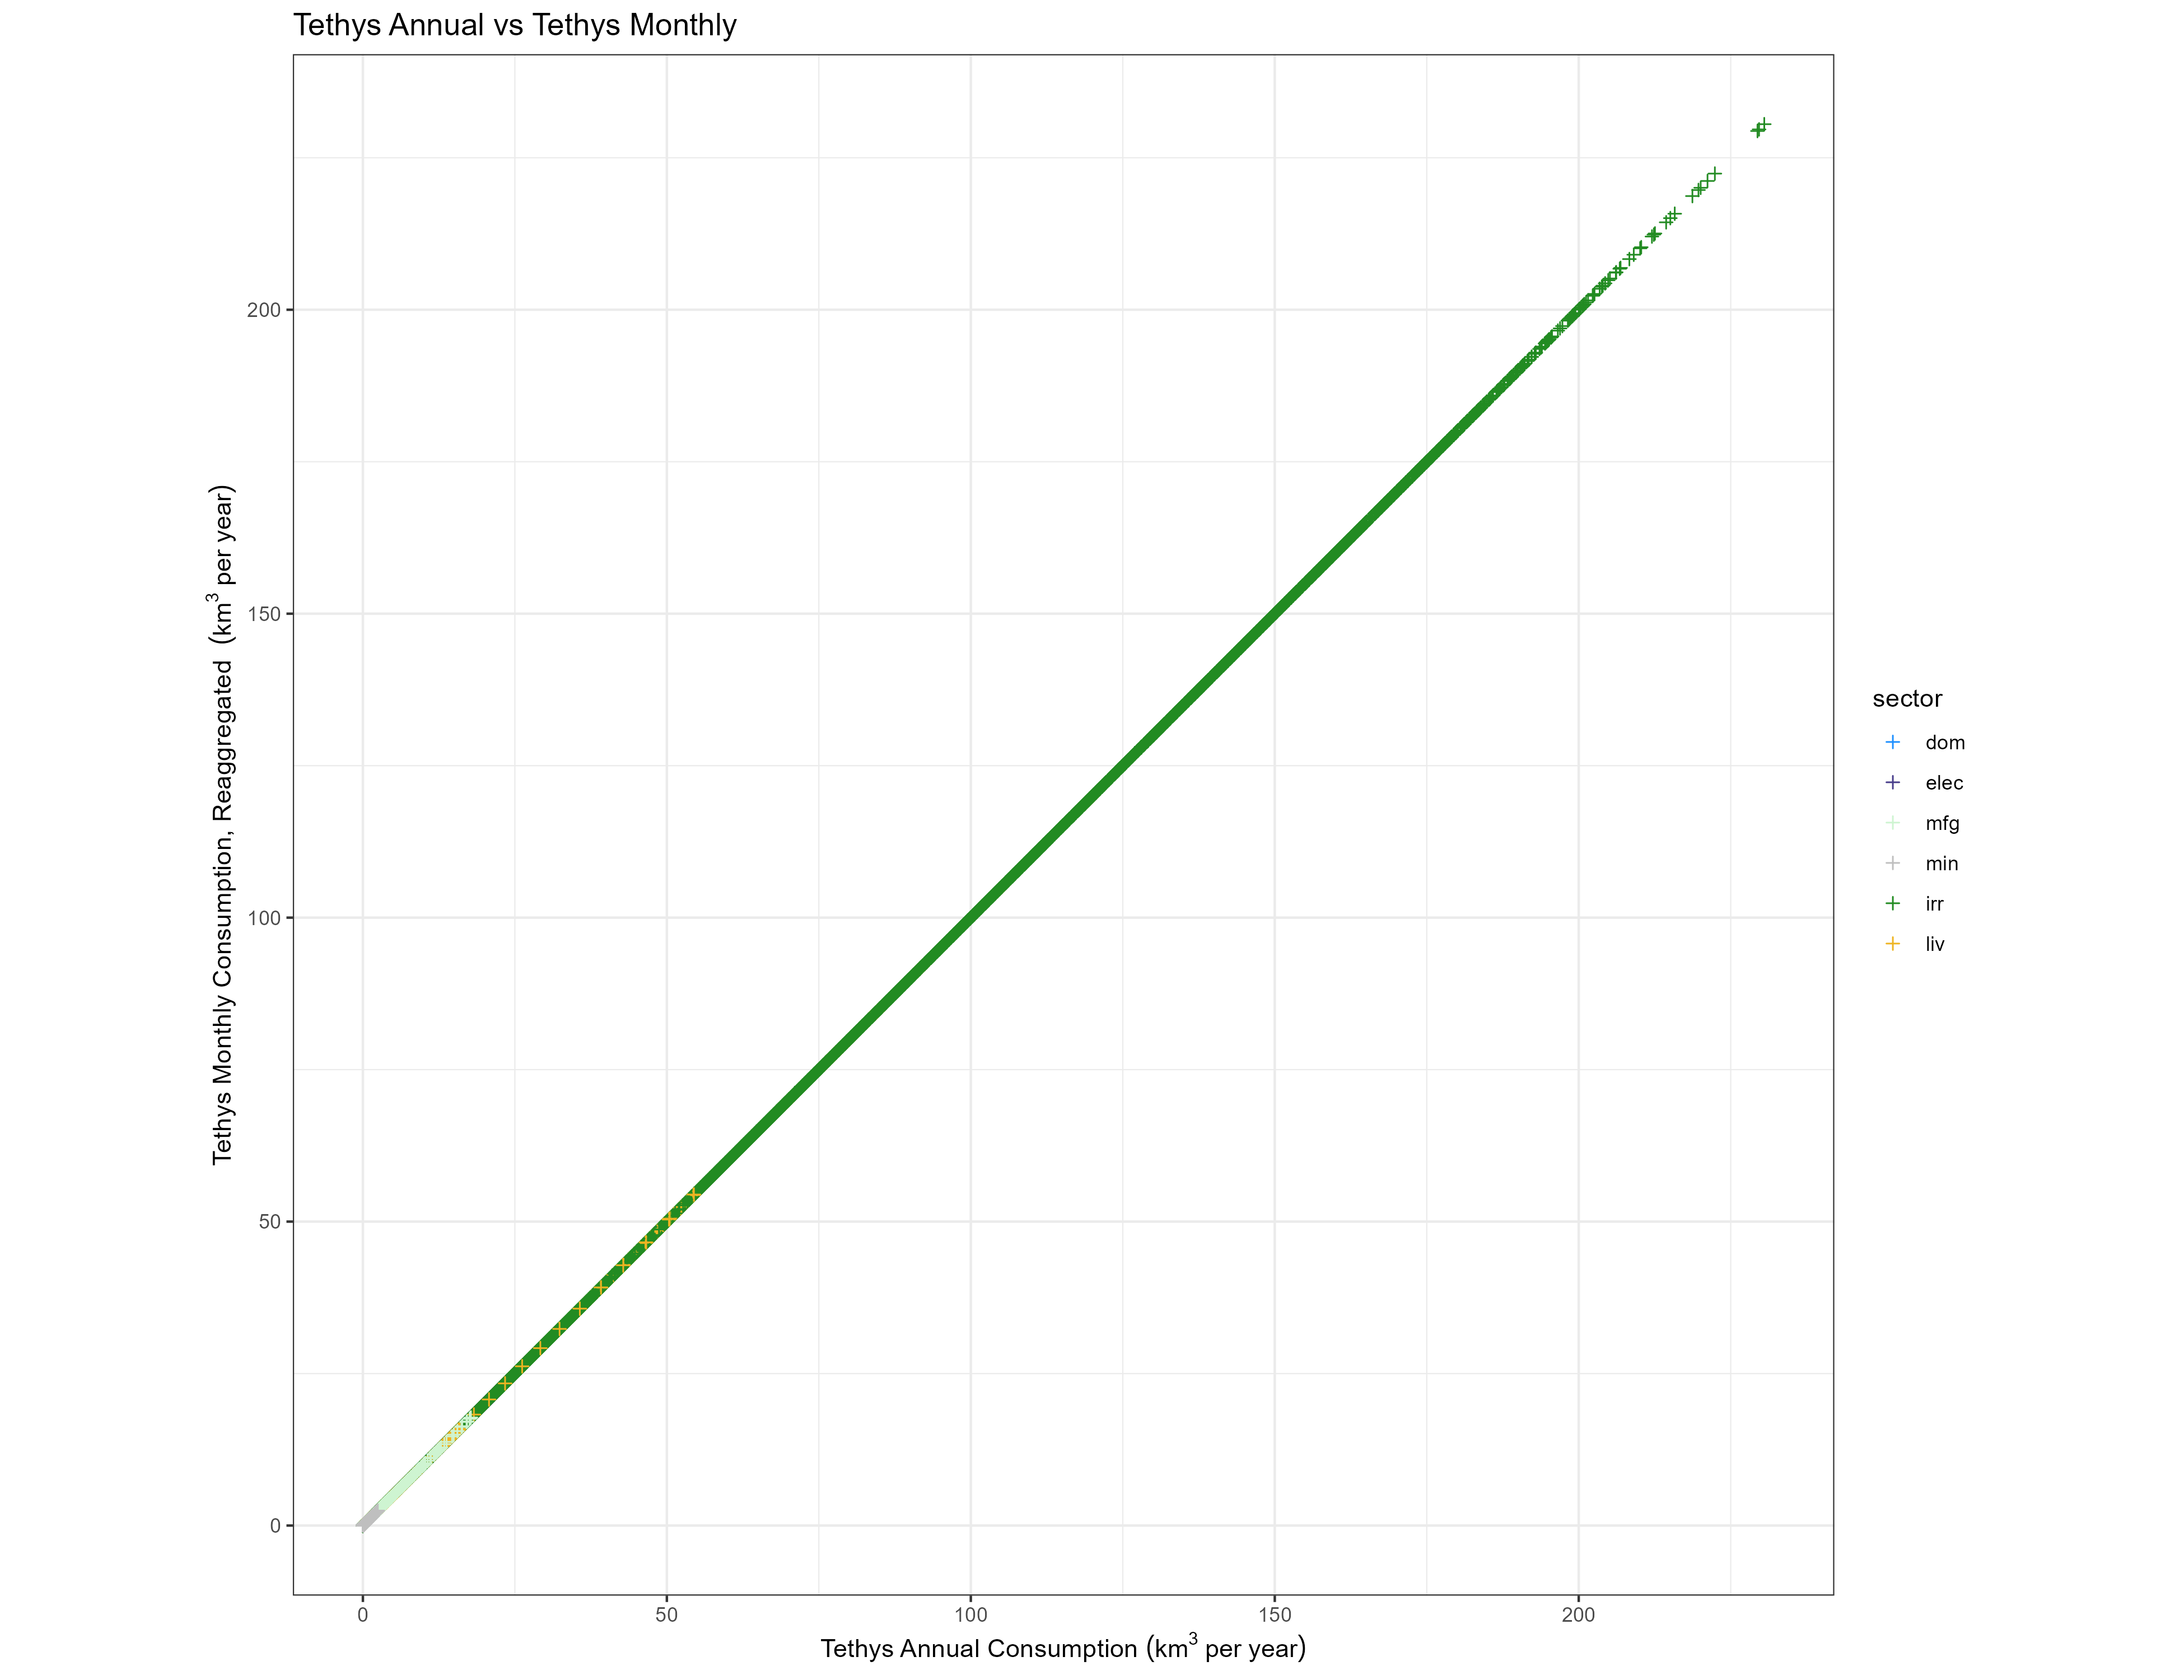 Tethys Annual vs Tethys Monthly
Tethys Monthly Consumption, Reaggregated (km³ per year)
200
150
100
50
0
0 50 100 150 200
Tethys Annual Consumption (km³ per year)
sector
dom
elec
mfg
min
irr
liv